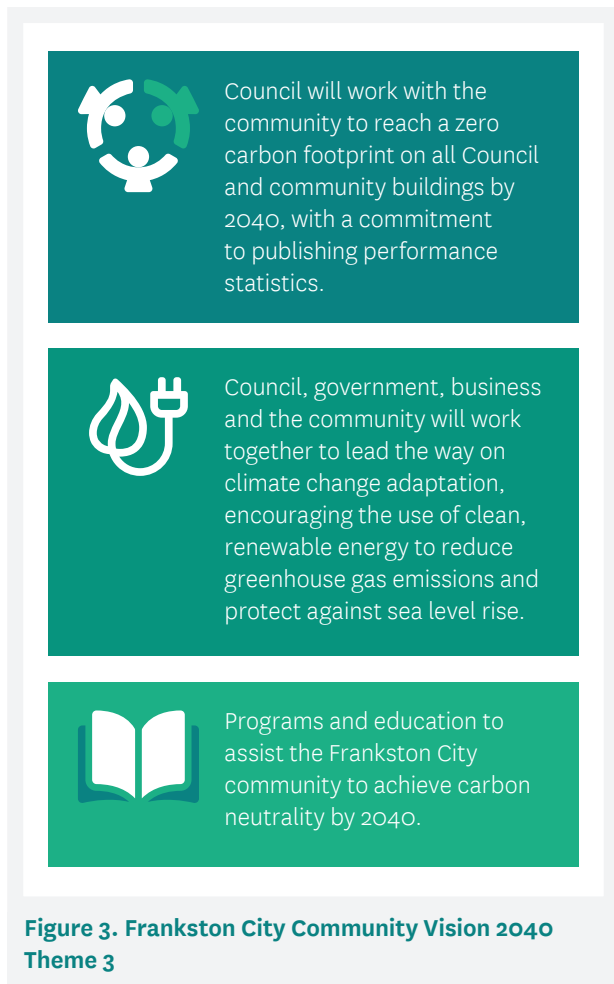 Council will work with the
community to reach a zero
carbon footprint on all Council
and community buildings by
2040, with a commitment
to publishing performance
statistics.
Council, government, business
and the community will work
together to lead the way on
climate change adaptation,
encouraging the use of clean,
renewable energy to reduce
greenhouse gas emissions and
protect against sea level rise.
Programs and education to
assist the Frankston City
community to achieve carbon
neutrality by 2040.
Figure 3. Frankston City Community Vision 2040
Theme 3